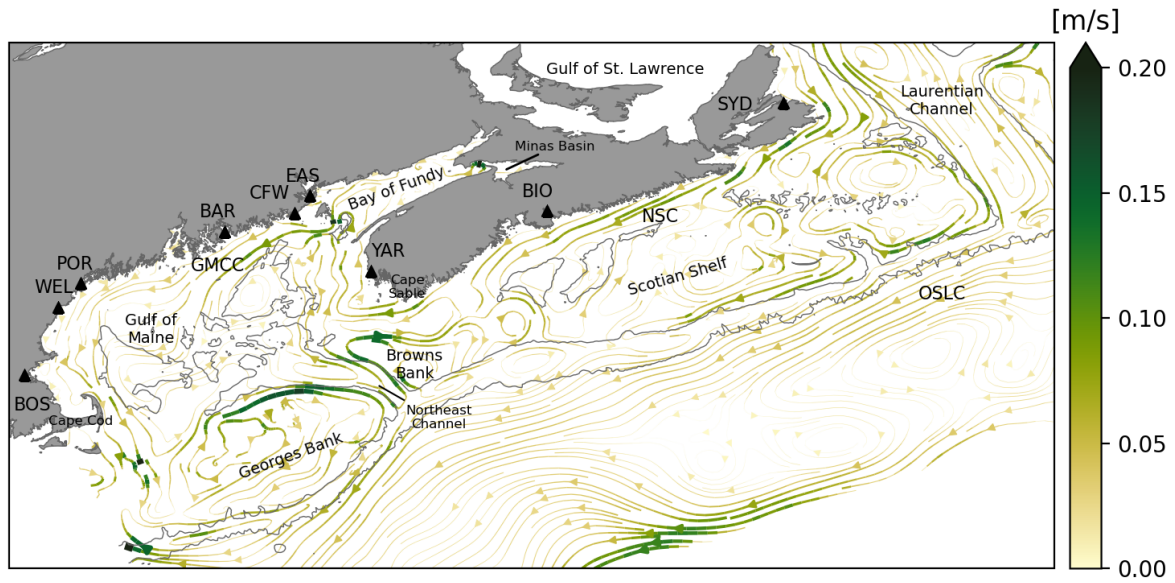 [m/s]
Gulf of St. Lawrence
0.20
Laurentian
Channel
SYD
Minas Basin
EAS
Bay of Fundy
CFW
BIO
0.15
BAR
NSC
YAR
GMCC
POR
Scotian Shelf
Cape
Sable
WEL
OSLC
0.10
Gulf of
Maine
Browns
Bank
BOS
Northeast
Channel
Cape Cod
0.05
Georges Bank
0.00